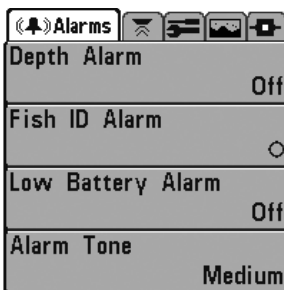 Alarms
Depth Alarm
Off
Fish ID Alarm
Low Battery Alarm
Off
Alarm Tone
Medium